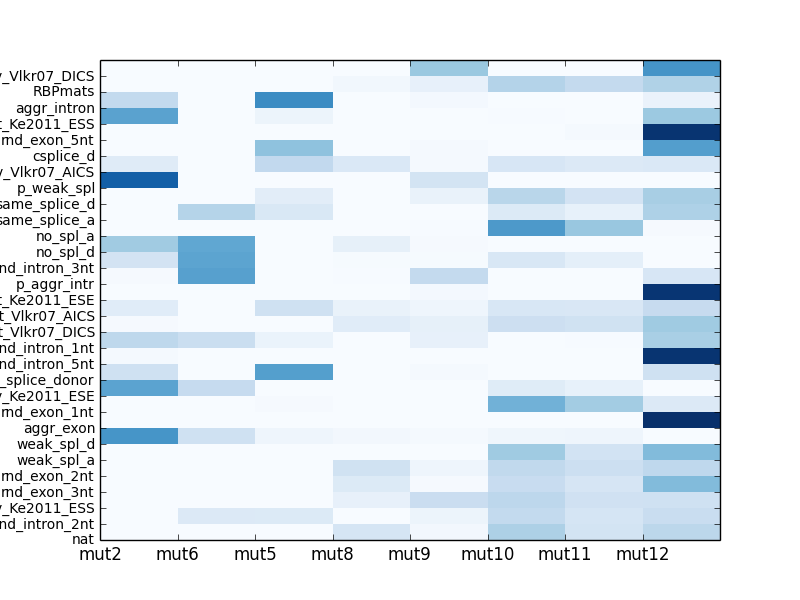 y_Vlkr07_DICS
RBPmats
aggr_intron
t_Ke2011_ESS
rnd_exon_5nt
csplice_d
y_Vlkr07_AICS
p_weak_spl
same_splice_d
same_splice_a
no_spl_a
no_spl_d
nd_intron_3nt
p_aggr_intr
t_Ke2011_ESE
t_Vlkr07_AICS
t_Vlkr07_DICS
nd_intron_1nt
nd_intron_5nt
_splice_donor
y_Ke2011_ESE
rnd_exon_1nt
aggr_exon
weak_spl_d
weak_spl_a
rnd_exon_2nt
rnd_exon_3nt
y_Ke2011_ESS
nd_intron_2nt
nat
mut2 mut6 mut5 mut8 mut9 mut10 mut11 mut12